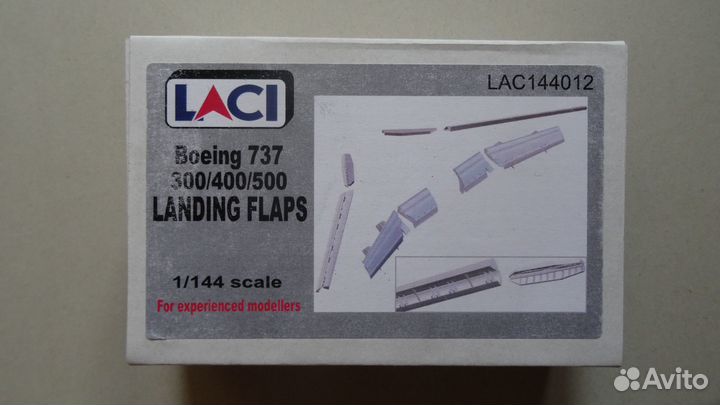 LACI
LAC144012
Boeing 737
300/400/500
LANDING FLAPS
1/144 scale
For experienced modellers
Avito